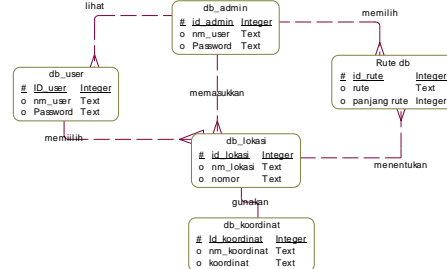 lihat
db_admin
# id_admin Integer
o nm_user Text
o Password Text
memilih
db_user
# ID_user Integer
o nm_user Text
o Password Text
Rute db
# id_rute Integer
o rute Text
o panjang rute Integer
memasukkan
memiilih
db_lokasi
# id_lokasi Integer
o nm_lokasi Text
o nomor Text
menentukan
gunakan
db_koordinat
# Id_koordinat Integer
o nm_koordinat Text
o koordinat Text